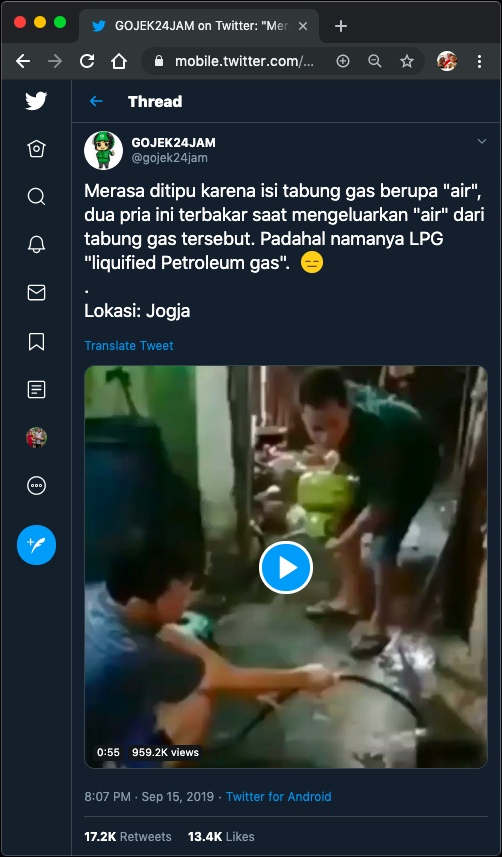 GOJEK24JAM on Twitter: "Mera
mobile.twitter.com/...
Thread
GOJEK24JAM
@gojek24jam
Merasa ditipu karena isi tabung gas berupa "air",
dua pria ini terbakar saat mengeluarkan "air" dari
tabung gas tersebut. Padahal namanya LPG
"liquified Petroleum gas". 😑
.
Lokasi: Jogja
Translate Tweet
0:55 959.2K views
8:07 PM · Sep 15, 2019 · Twitter for Android
17.2K Retweets 13.4K Likes